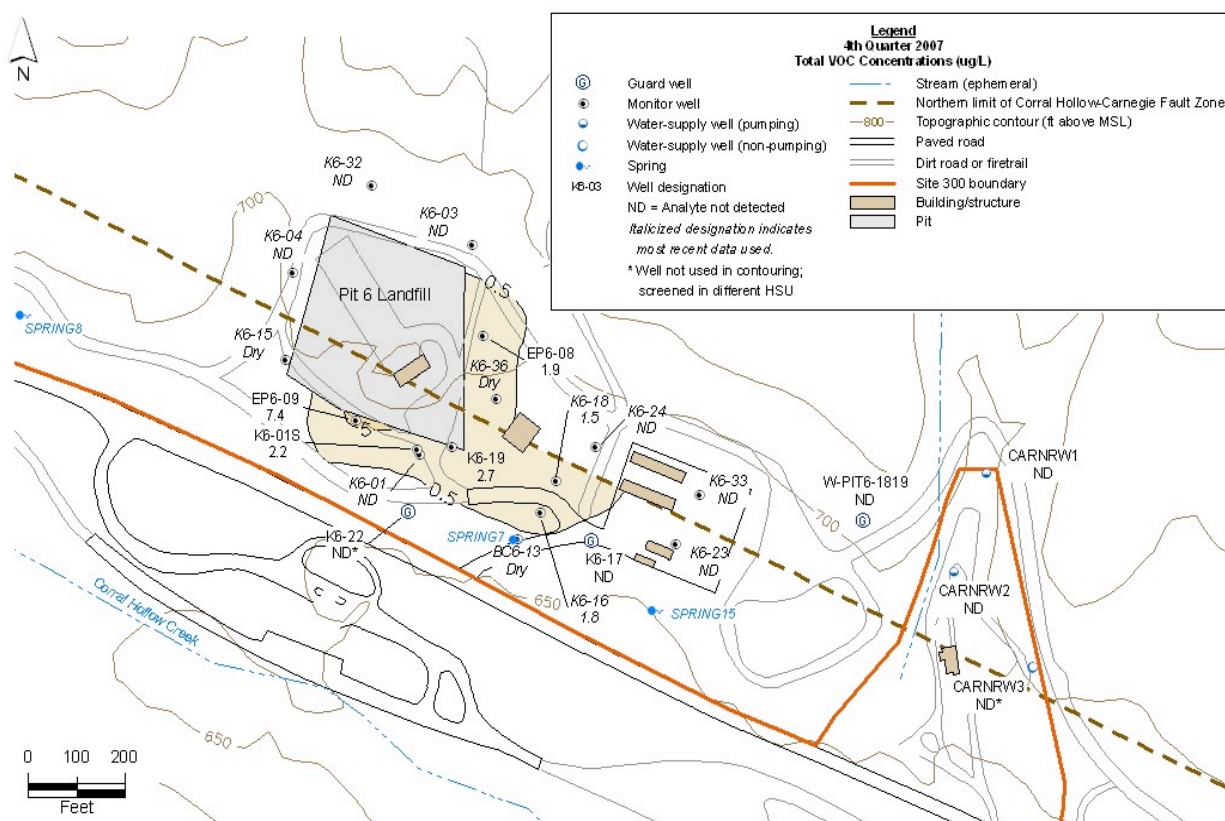 N
Legend
4th Quarter 2007
Total VOC Concentrations (ug/L)
Guard well
Monitor well
Water-supply well (pumping)
Water-supply well (non-pumping)
Spring
K6-03 Well designation
ND = Analyte not detected
Italicized designation indicates
most recent data used.
* Well not used in contouring;
screened in different HSU
Stream (ephemeral)
Northern limit of Corral Hollow-Carnegie Fault Zone
800 Topographic contour (ft above MSL)
Paved road
Dirt road or firetrail
Site 300 boundary
Building/structure
Pit
K6-32
ND
700
K6-03
ND
K6-04
ND
0.5
Pit 6 Landfill
SPRING8
K6-15
Dry
EP6-08
1.9
K6-36
Dry
EP6-09
7.4
5
K6-18
1.5
K6-24
ND
K6-01S
2.2
K6-19
2.7
K6-01
ND
0.5
K6-33
ND
W-PIT6-1819
ND
700
CARNRW1
ND
K6-22
ND*
SPRING7
BC6-13
Dry
K6-17
ND
K6-23
ND
650
K6-16
1.8
SPRING15
CARNRW2
ND
CARNRW3
ND*
Corral Hollow Creek
650
0 100 200
Feet
G
G
G
G